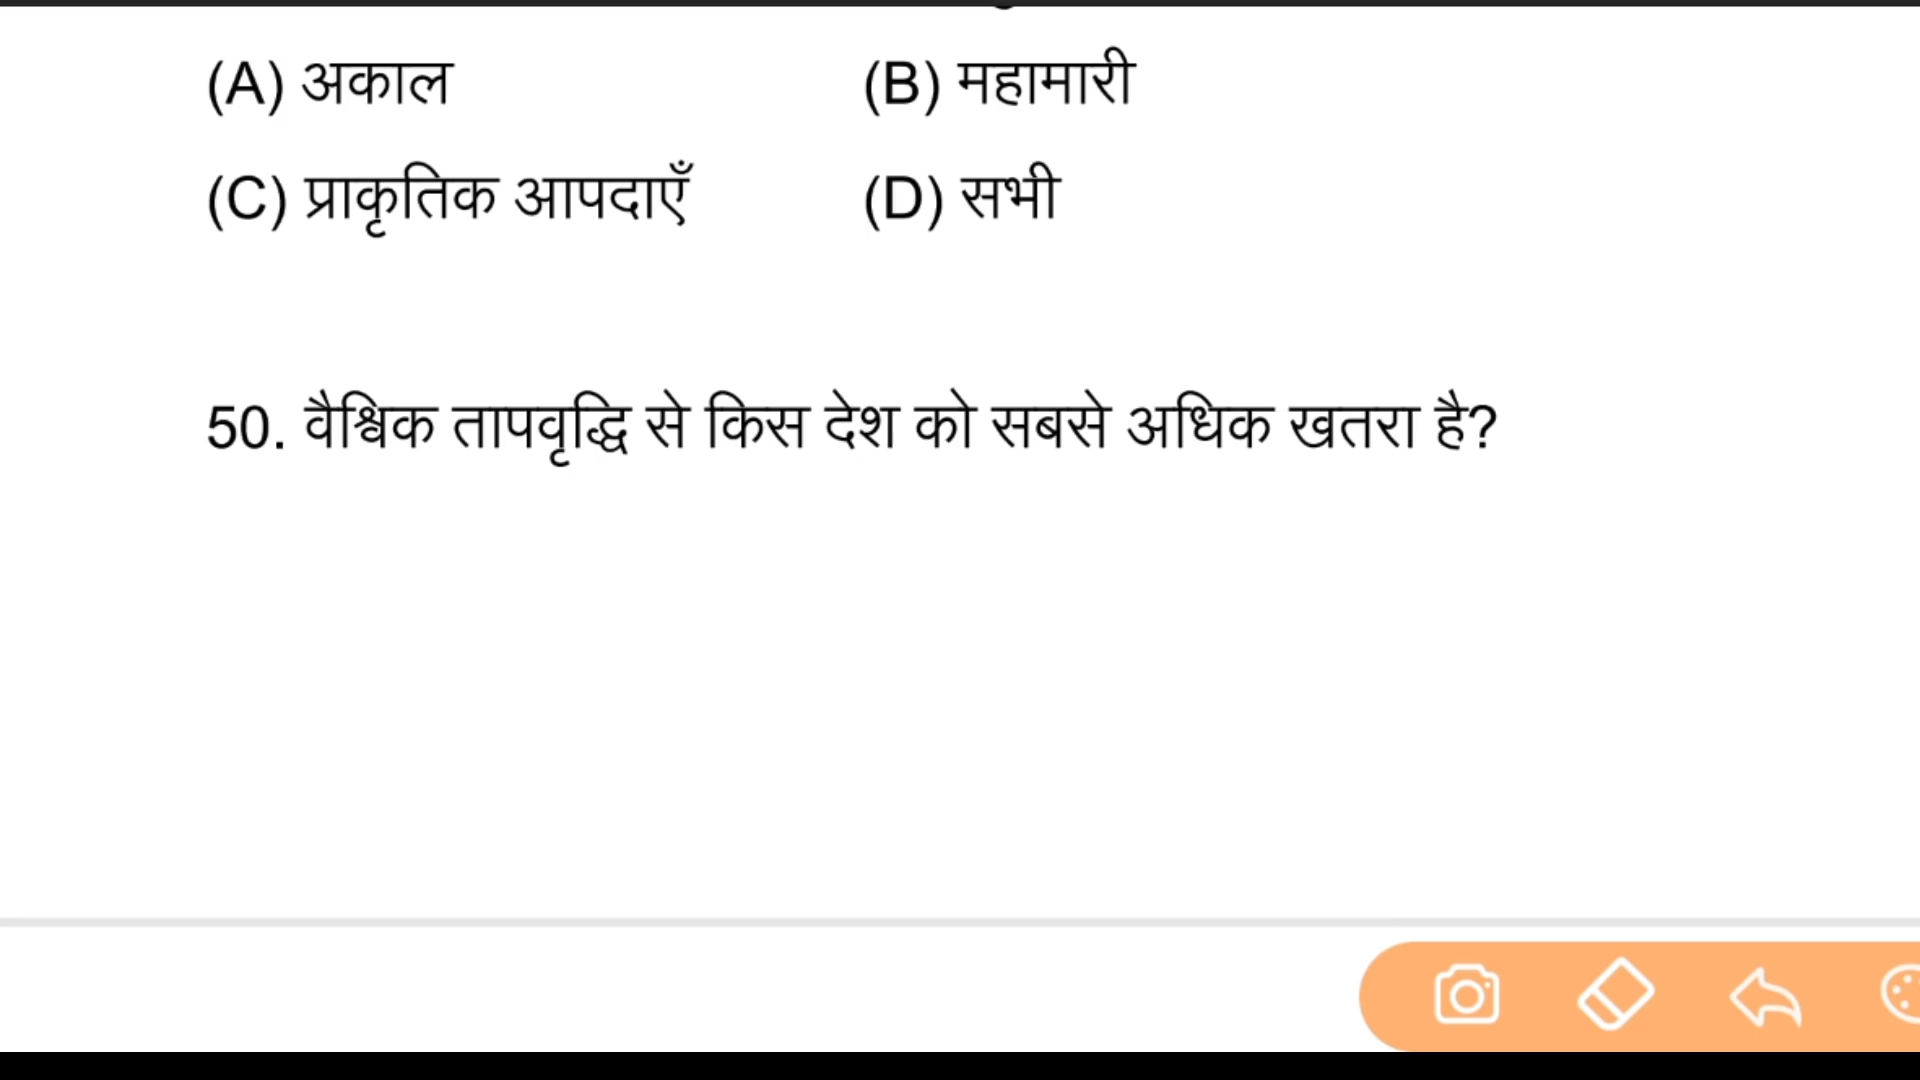 (A) अकाल (B) महामारी
(C) प्राकृतिक आपदाएँ (D) सभी
50. वैश्विक तापवृद्धि से किस देश को सबसे अधिक खतरा है?